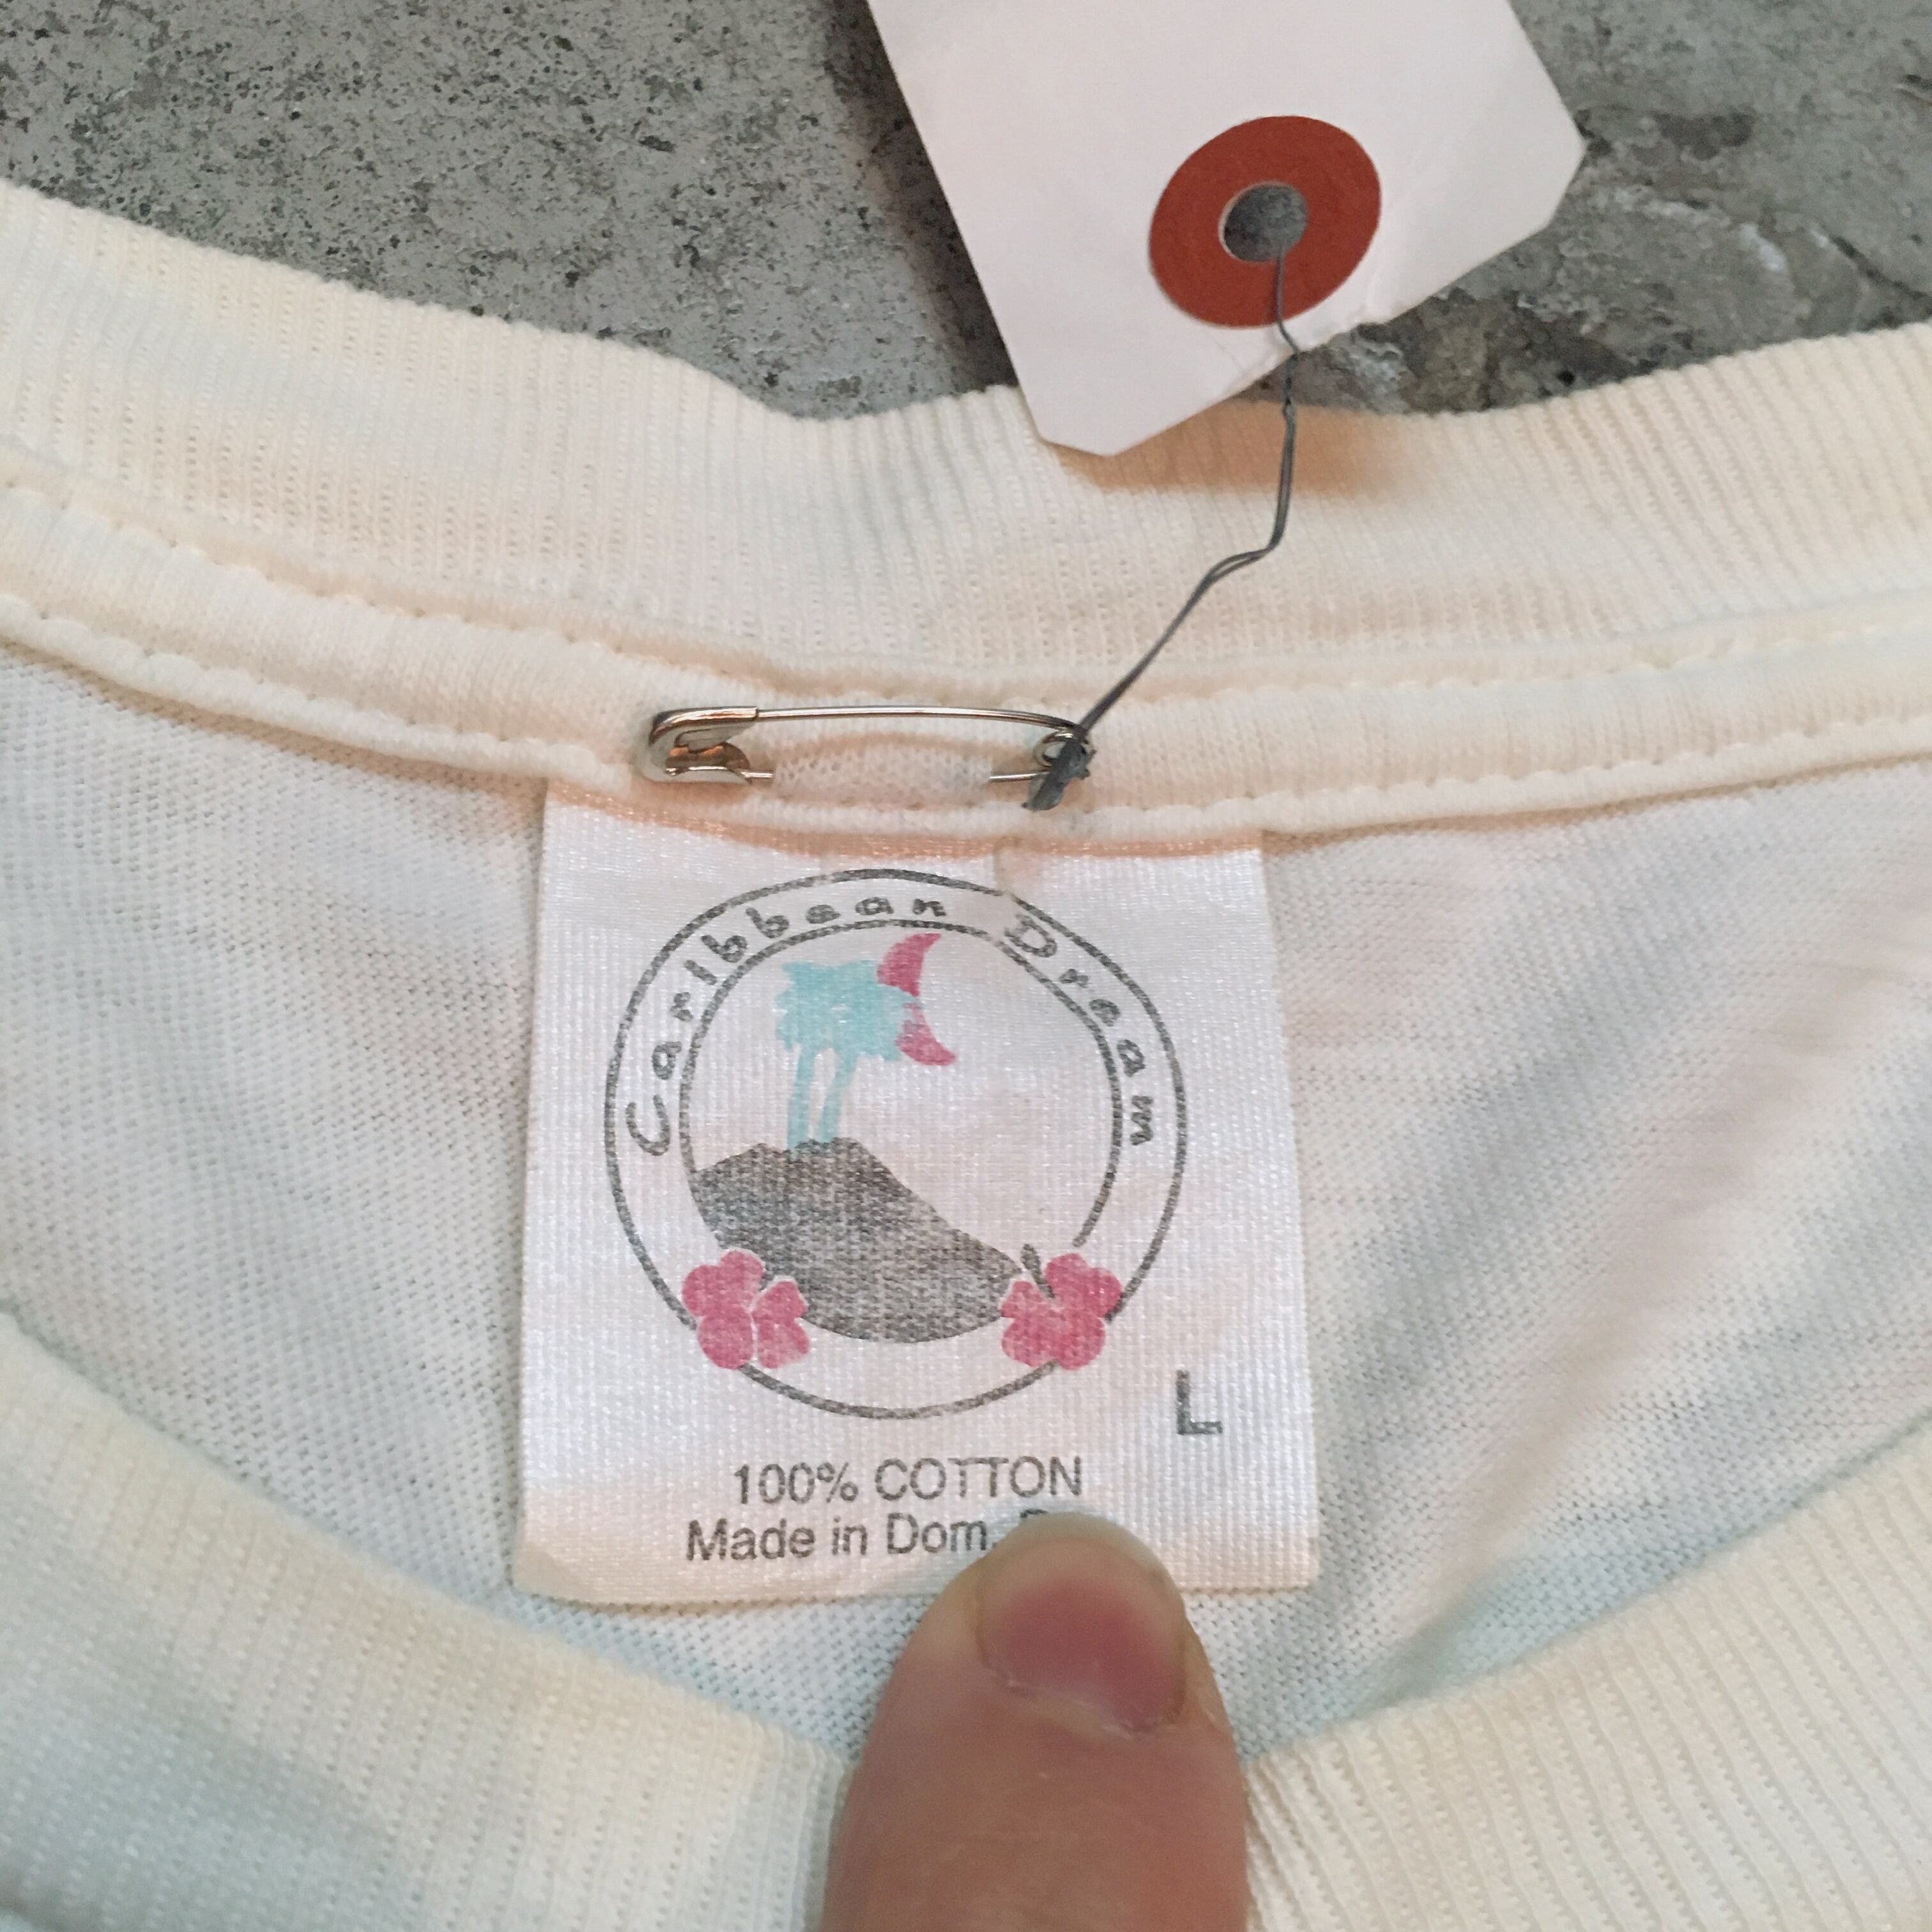 Caribbean Dream
L
100% COTTON
Made in Dom.